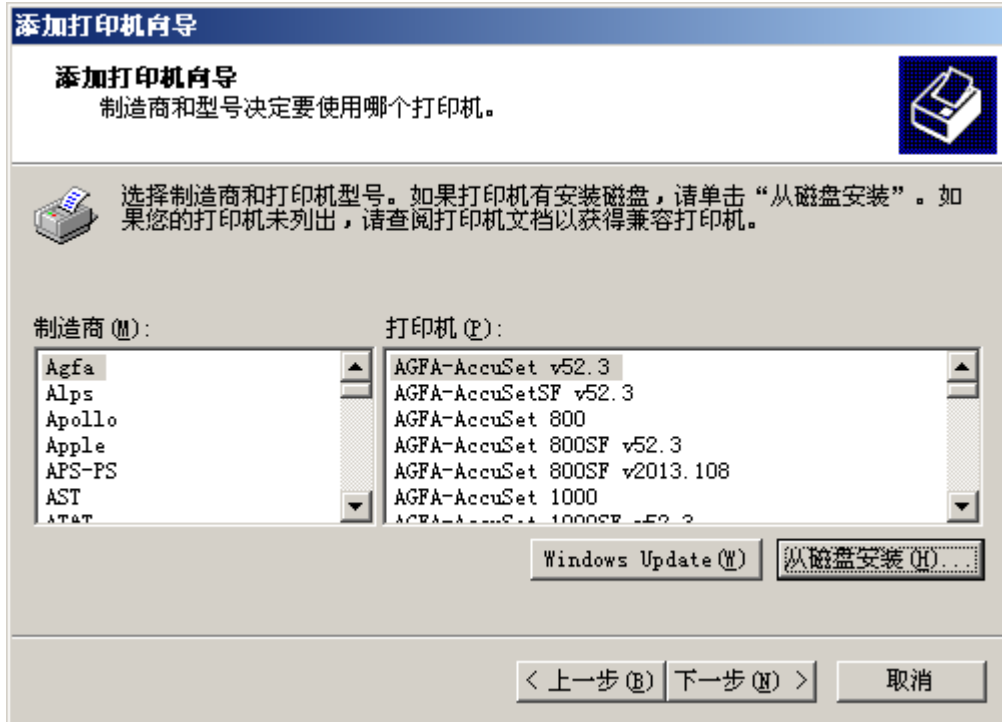 添加打印机向导
添加打印机向导
制造商和型号决定要使用哪个打印机。
选择制造商和打印机型号。如果打印机有安装磁盘，请单击“从磁盘安装”。如
果您的打印机未列出，请查阅打印机文档以获得兼容打印机。
制造商(M):
打印机(P):
Agfa
Alps
Apollo
Apple
APS-PS
AST
AT&T
AGFA-AccuSet v52.3
AGFA-AccuSetSF v52.3
AGFA-AccuSet 800
AGFA-AccuSet 800SF v52.3
AGFA-AccuSet 800SF v2013.108
AGFA-AccuSet 1000
AGFA-AccuSet 1000SF v52.3
Windows Update(W)
从磁盘安装(H)...
< 上一步(B)
下一步(N) >
取消